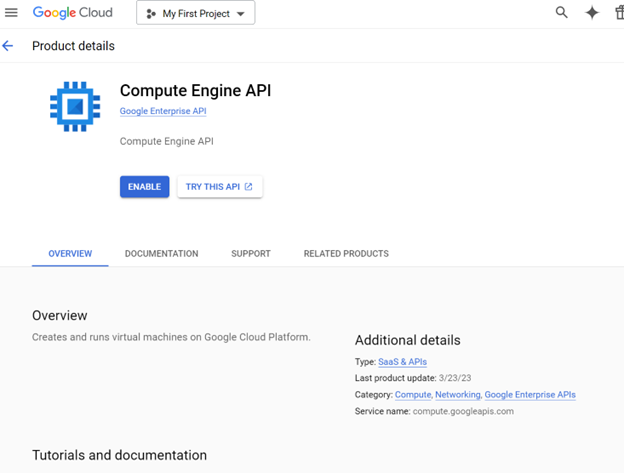 Google Cloud
My First Project
Product details
Compute Engine API
Google Enterprise API
Compute Engine API
ENABLE
TRY THIS API
OVERVIEW DOCUMENTATION SUPPORT RELATED PRODUCTS
Overview
Creates and runs virtual machines on Google Cloud Platform.
Additional details
Type: SaaS & APIs
Last product update: 3/23/23
Category: Compute, Networking, Google Enterprise APIs
Service name: compute.googleapis.com
Tutorials and documentation